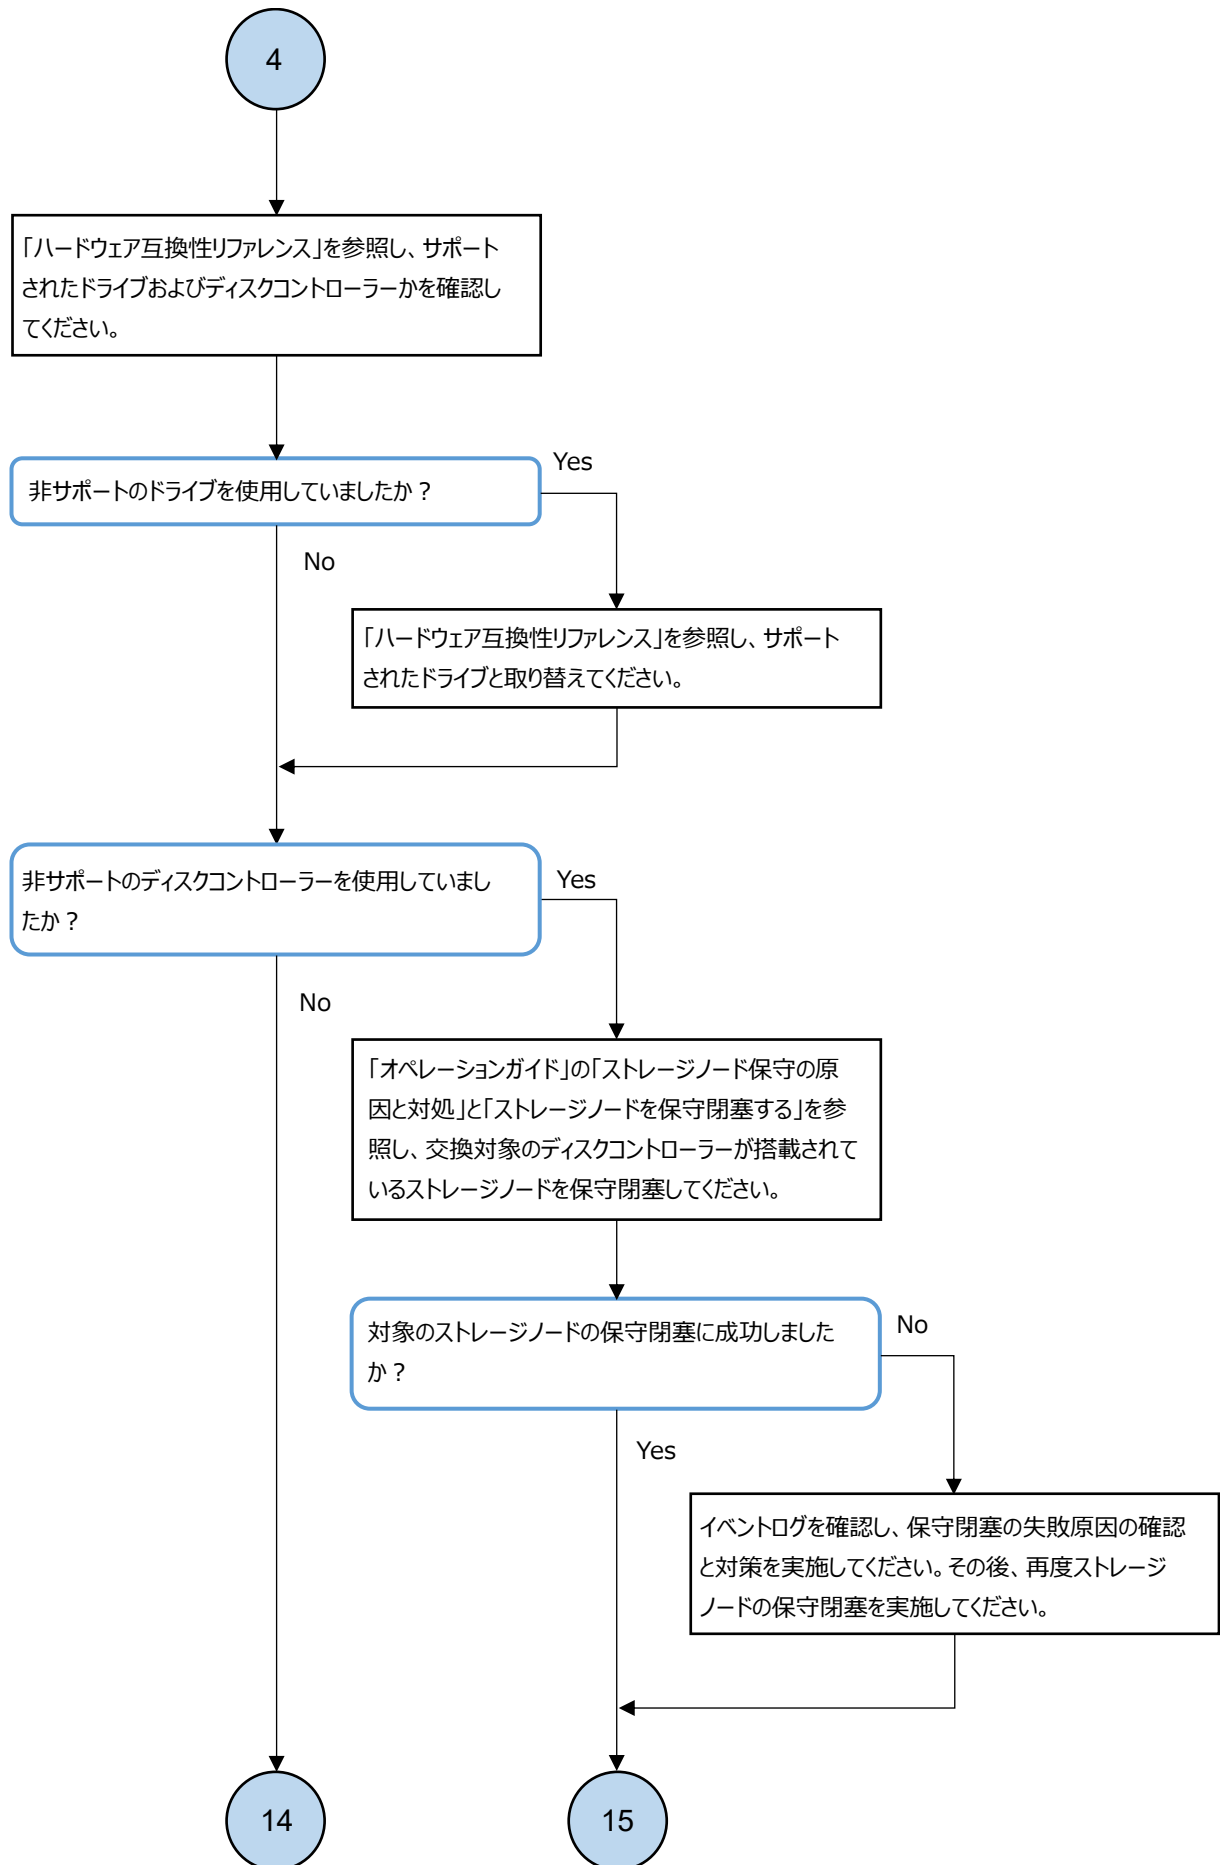 4
「ハードウェア互換性リファレンス」を参照し、サポート
されたドライブおよびディスクコントローラーかを確認し
てください。
非サポートのドライブを使用していましたか？
Yes
No
「ハードウェア互換性リファレンス」を参照し、サポート
されたドライブと取り替えてください。
非サポートのディスクコントローラーを使用していまし
たか？
Yes
No
「オペレーションガイド」の「ストレージノード保守の原
因と対処」と「ストレージノードを保守閉塞する」を参
照し、交換対象のディスクコントローラーが搭載されて
いるストレージノードを保守閉塞してください。
対象のストレージノードの保守閉塞に成功しました
か？
No
Yes
イベントログを確認し、保守閉塞の失敗原因の確認
と対策を実施してください。その後、再度ストレージ
ノードの保守閉塞を実施してください。
14
15